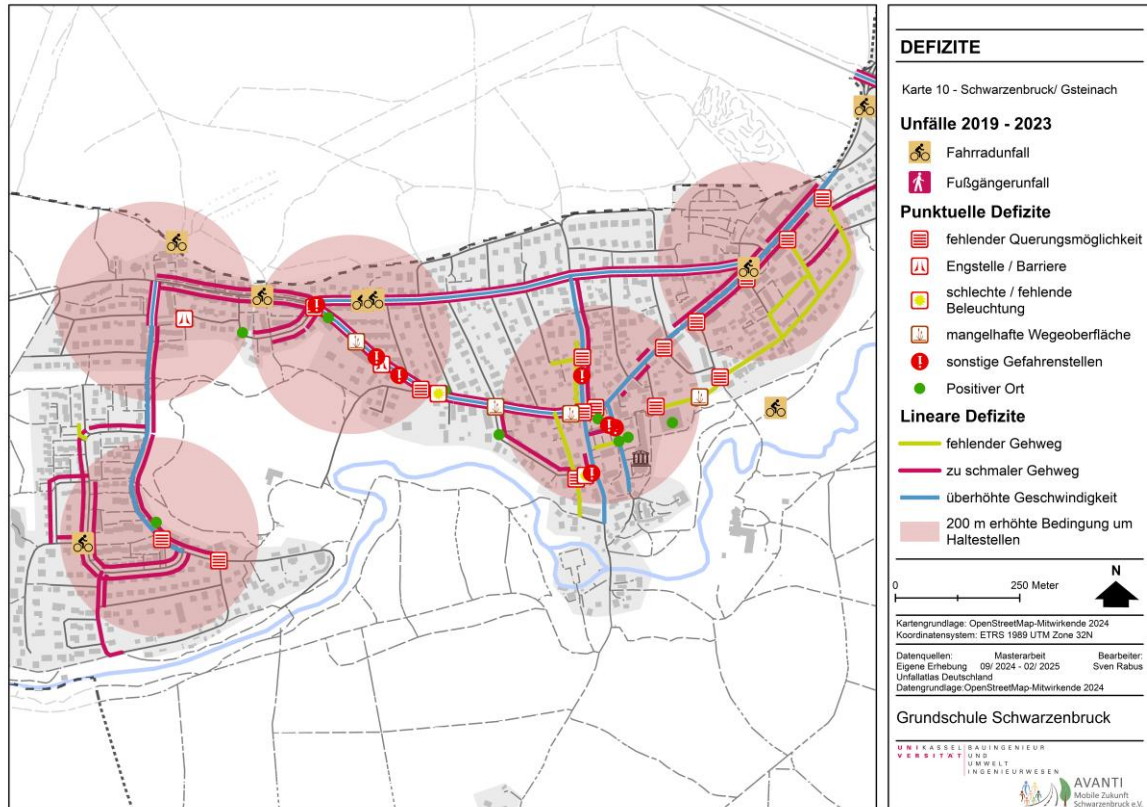 DEFIZITE
Karte 10 - Schwarzenbruck/ Gsteinach
Unfälle 2019 - 2023
Fahrradunfall
Fußgängerunfall
Punktuelle Defizite
fehlender Querungsmöglichkeit
Engstelle / Barriere
schlechte / fehlende
Beleuchtung
mangelhafte Wegeoberfläche
sonstige Gefahrenstellen
Positiver Ort
Lineare Defizite
fehlender Gehweg
zu schmaler Gehweg
überhöhte Geschwindigkeit
200 m erhöhte Bedingung um
Haltestellen
N
0 250 Meter
Kartengrundlage: OpenStreetMap-Mitwirkende 2024
Koordinatensystem: ETRS 1989 UTM Zone 32N
Datenquellen: Masterarbeit Bearbeiter:
Eigene Erhebung 09/ 2024 - 02/ 2025 Sven Rabus
Unfallatlas Deutschland
Datengrundlage:OpenStreetMap-Mitwirkende 2024
Grundschule Schwarzenbruck
UNIKASSEL BAUINGENIEUR
VERSITÄT UND
UMWELT
INGENIEURWESEN
AVANTI
Mobile Zukunft
Schwarzenbruck e.V.